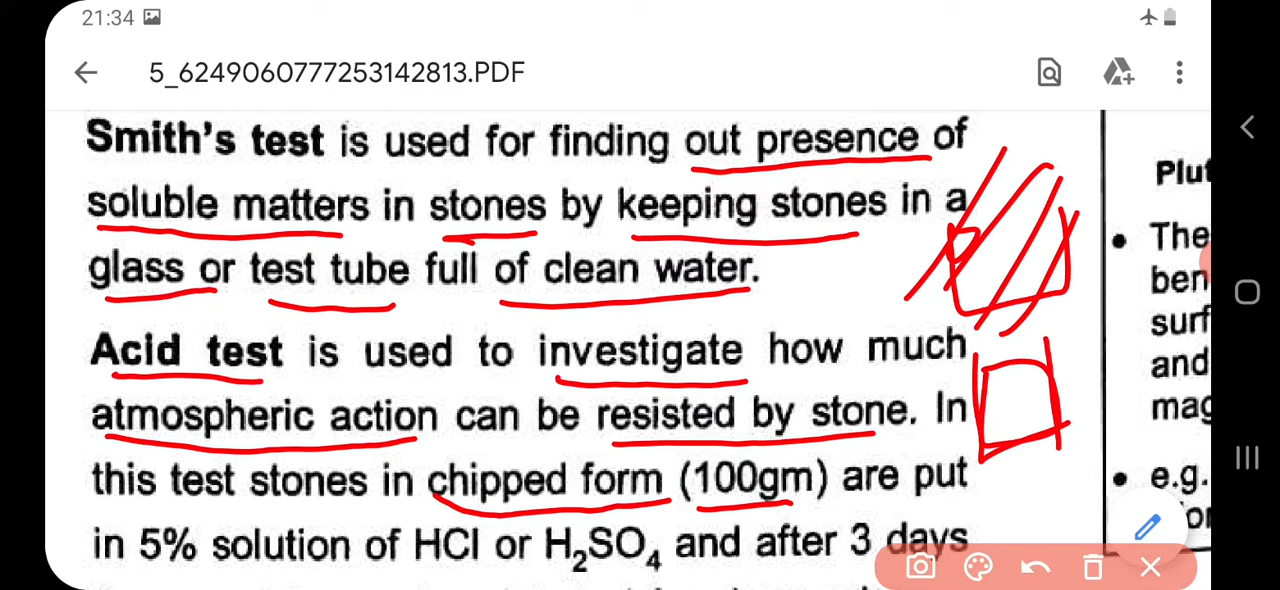 21:34
5_6249060777253142813.PDF
Smith's test is used for finding out presence of
soluble matters in stones by keeping stones in a
glass or test tube full of clean water.
Acid test is used to investigate how much
atmospheric action can be resisted by stone. In
this test stones in chipped form (100gm) are put
in 5% solution of HCl or H₂SO₄ and after 3 days
Plut
• The
ben
surf
and
mag
• e.g.